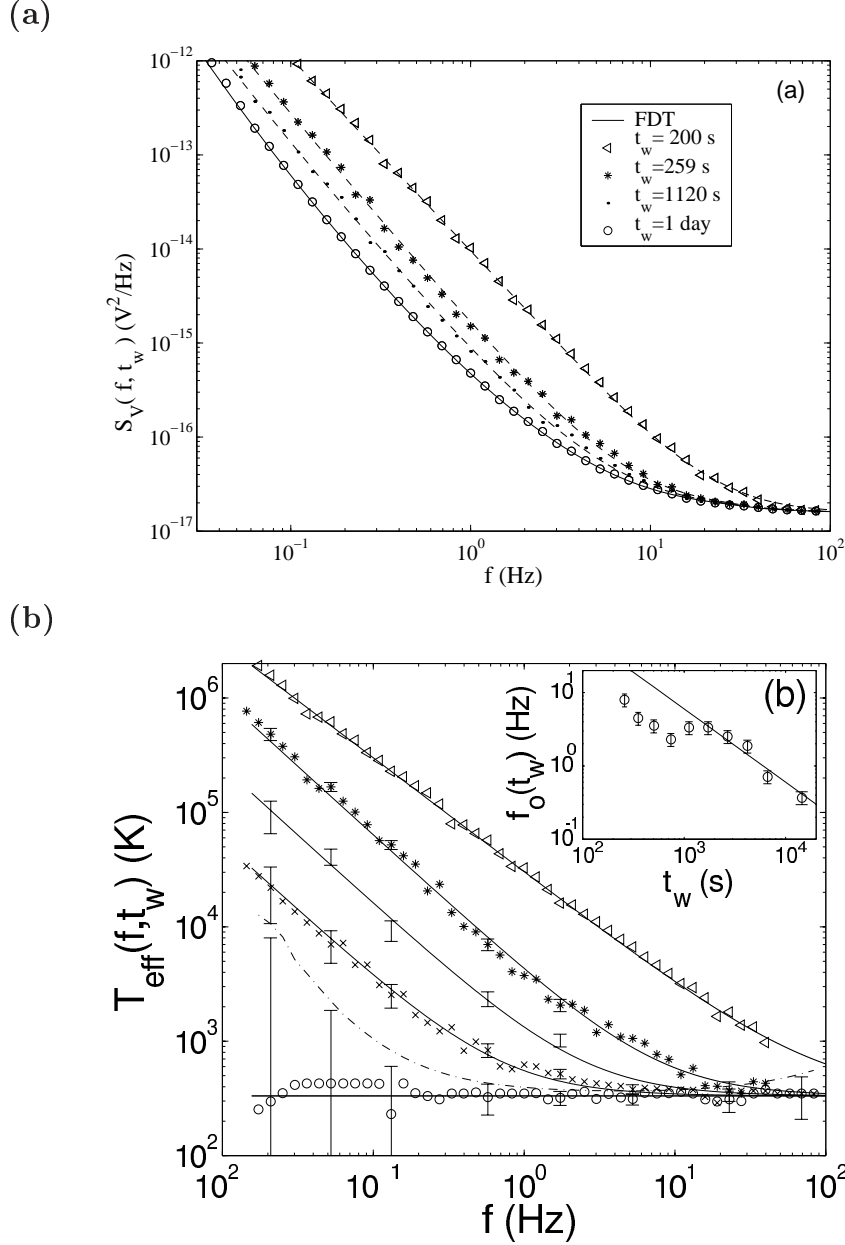 (a)
10^-12
10^-13
10^-14
10^-15
10^-16
10^-17
S_V( f, t_w ) (V^2/Hz)
(a)
FDT
t_w= 200 s
t_w=259 s
t_w=1120 s
t_w=1 day
10^-1
10^0
10^1
10^2
f (Hz)
(b)
10^6
10^5
10^4
10^3
10^2
T_eff(f,t_w) (K)
(b)
10^1
10^0
10^-1
f_o(t_w) (Hz)
10^2
10^3
10^4
t_w (s)
10^2
10^1
10^0
10^1
10^2
f (Hz)